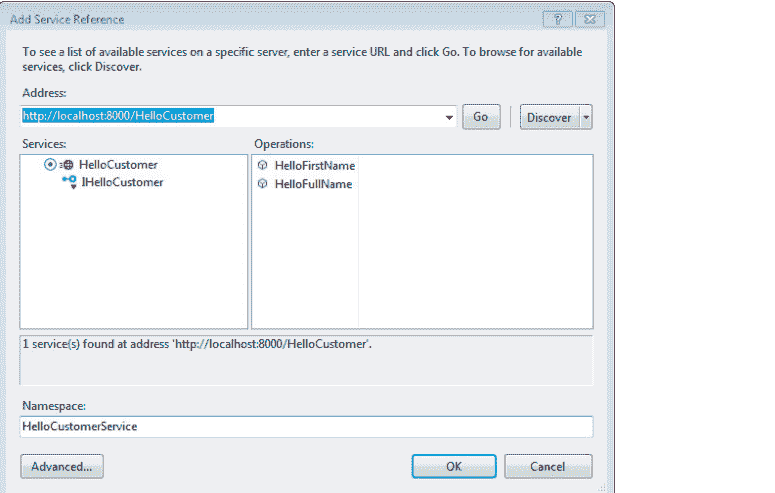 Add Service Reference
To see a list of available services on a specific server, enter a service URL and click Go. To browse for available
services, click Discover.
Address:
http://localhost:8000/HelloCustomer
Go
Discover
Services:
Operations:
HelloCustomer
IHelloCustomer
HelloFirstName
HelloFullName
1 service(s) found at address 'http://localhost:8000/HelloCustomer'.
Namespace:
HelloCustomerService
Advanced...
OK
Cancel